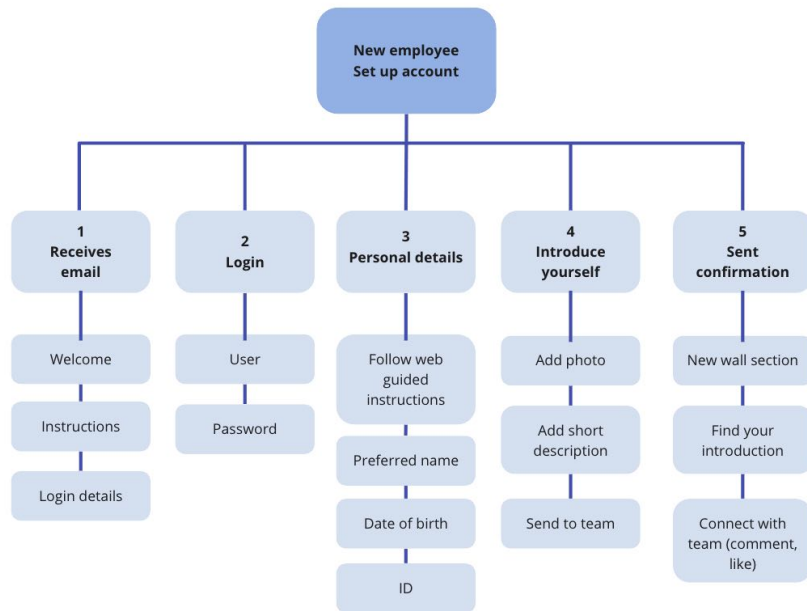 New employee
Set up account
1
Receives
email
Welcome
Instructions
Login details
2
Login
User
Password
3
Personal details
Follow web
guided
instructions
Preferred name
Date of birth
ID
4
Introduce
yourself
Add photo
Add short
description
Send to team
5
Sent
confirmation
New wall section
Find your
introduction
Connect with
team (comment,
like)